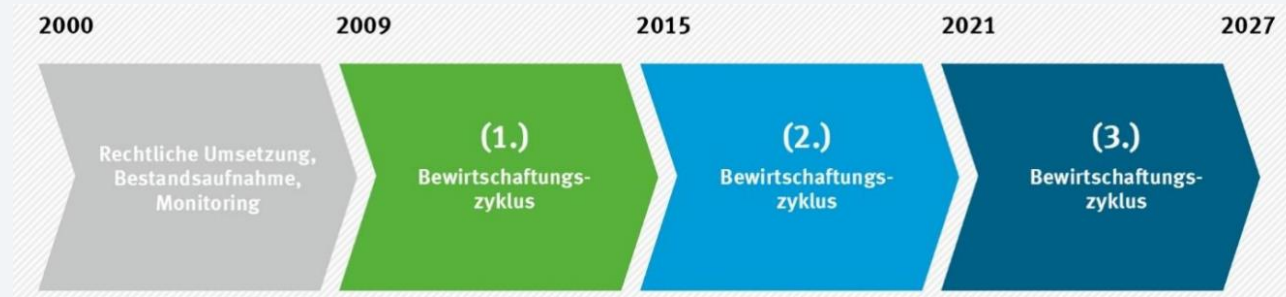 2000
2009
2015
2021
2027
Rechtliche Umsetzung,
Bestandsaufnahme,
Monitoring
(1.)
Bewirtschaftungs-
zyklus
(2.)
Bewirtschaftungs-
zyklus
(3.)
Bewirtschaftungs-
zyklus